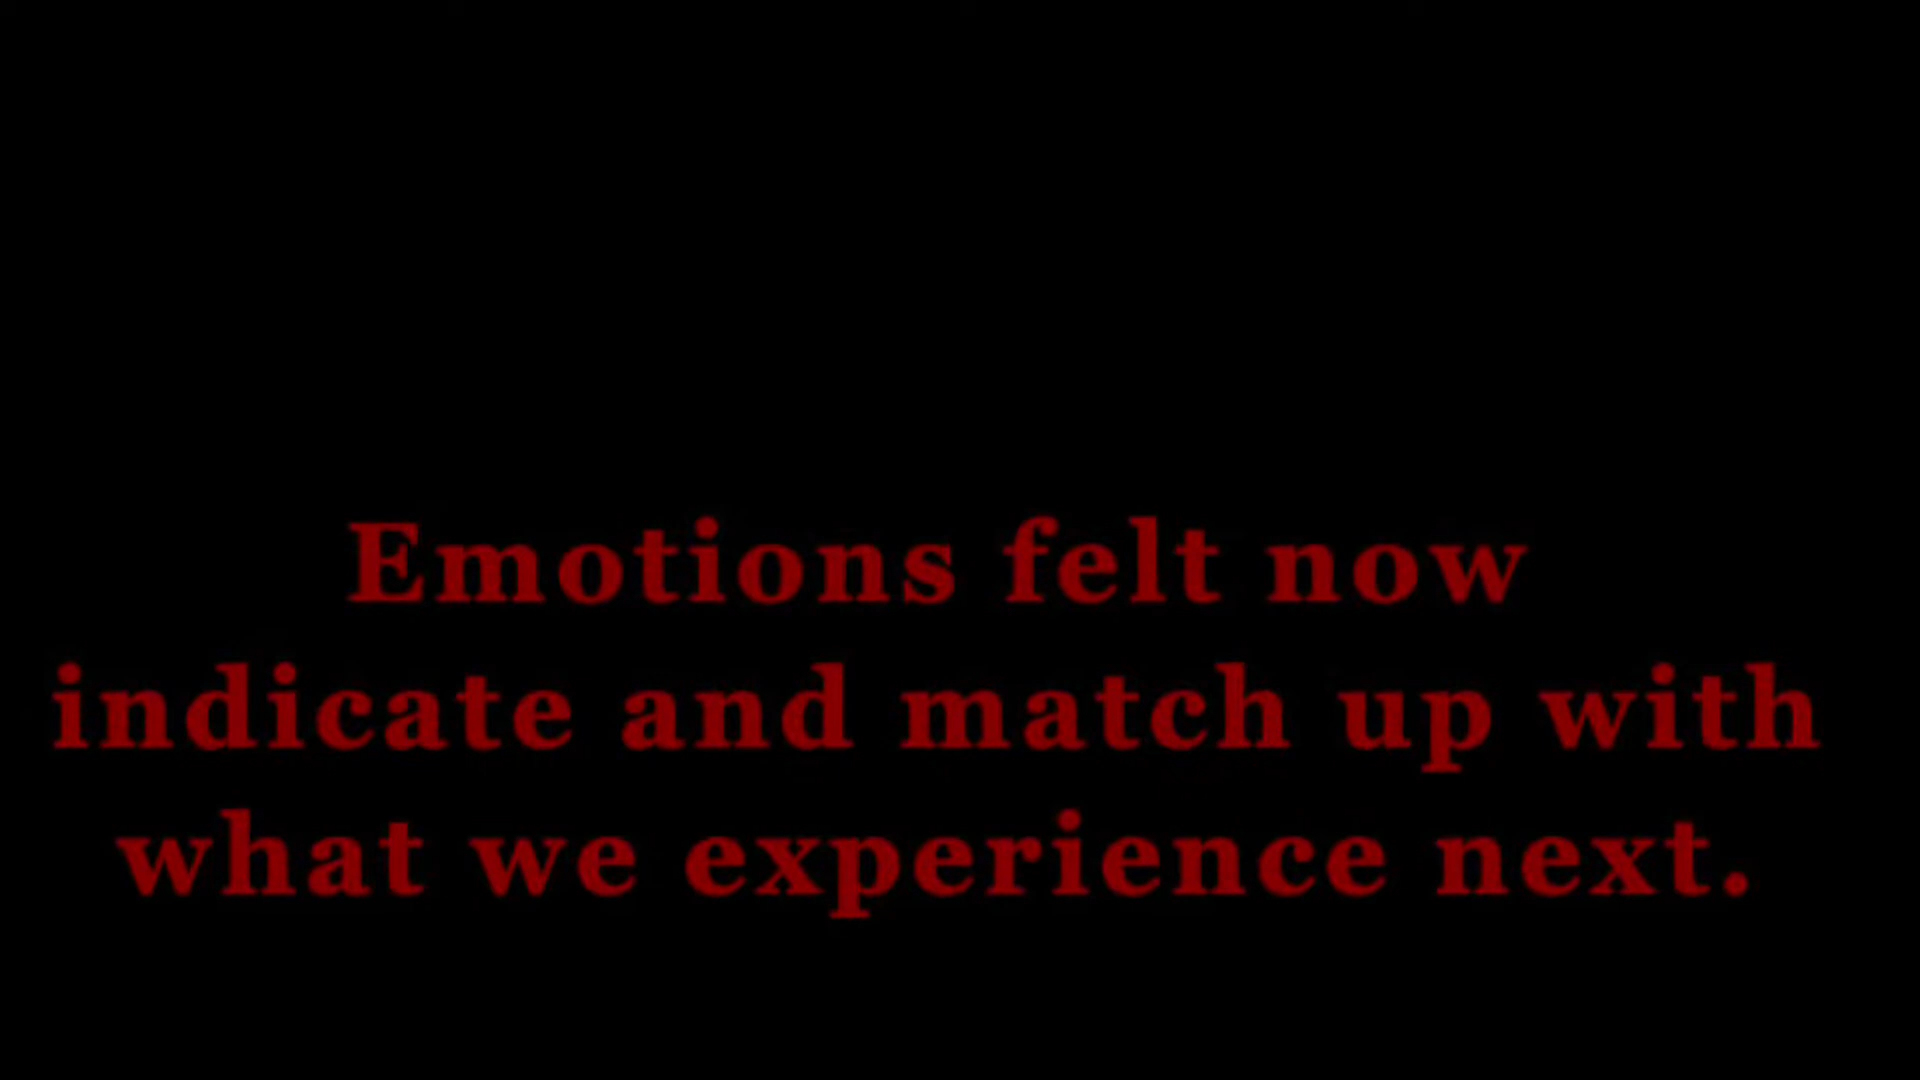 Emotions felt now
indicate and match up with
what we experience next.